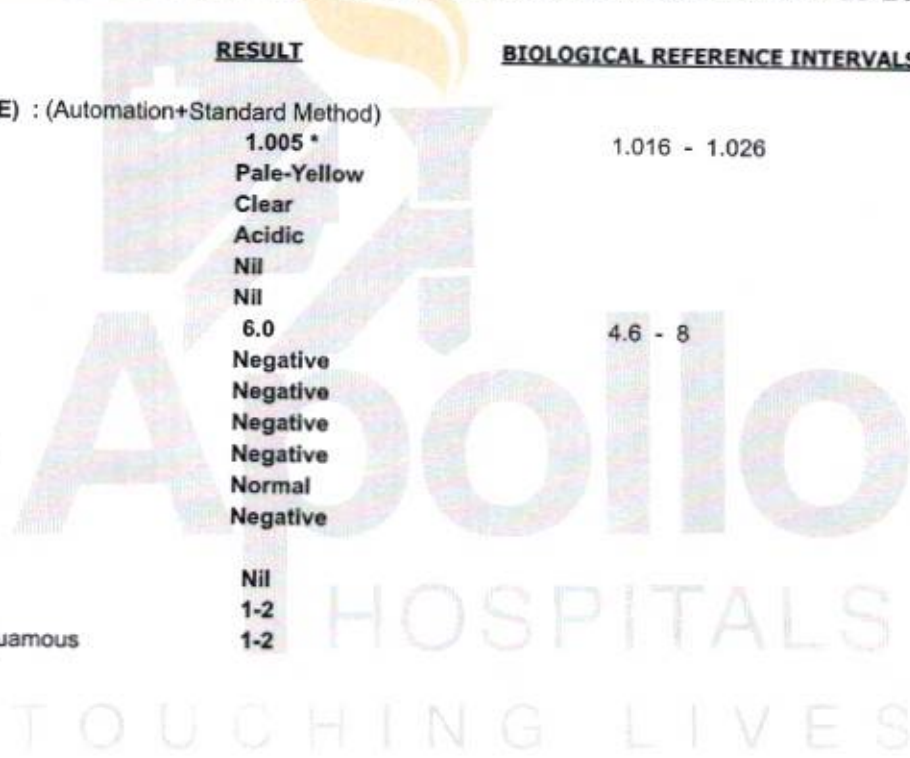 RESULT BIOLOGICAL REFERENCE INTERVALS
E) : (Automation+Standard Method)
1.005 * 1.016 - 1.026
Pale-Yellow
Clear
Acidic
Nil
Nil
6.0 4.6 - 8
Negative
Negative
Negative
Negative
Normal
Negative
Nil
1-2
uamous 1-2
Apollo
HOSPITALS
TOUCHING LIVES